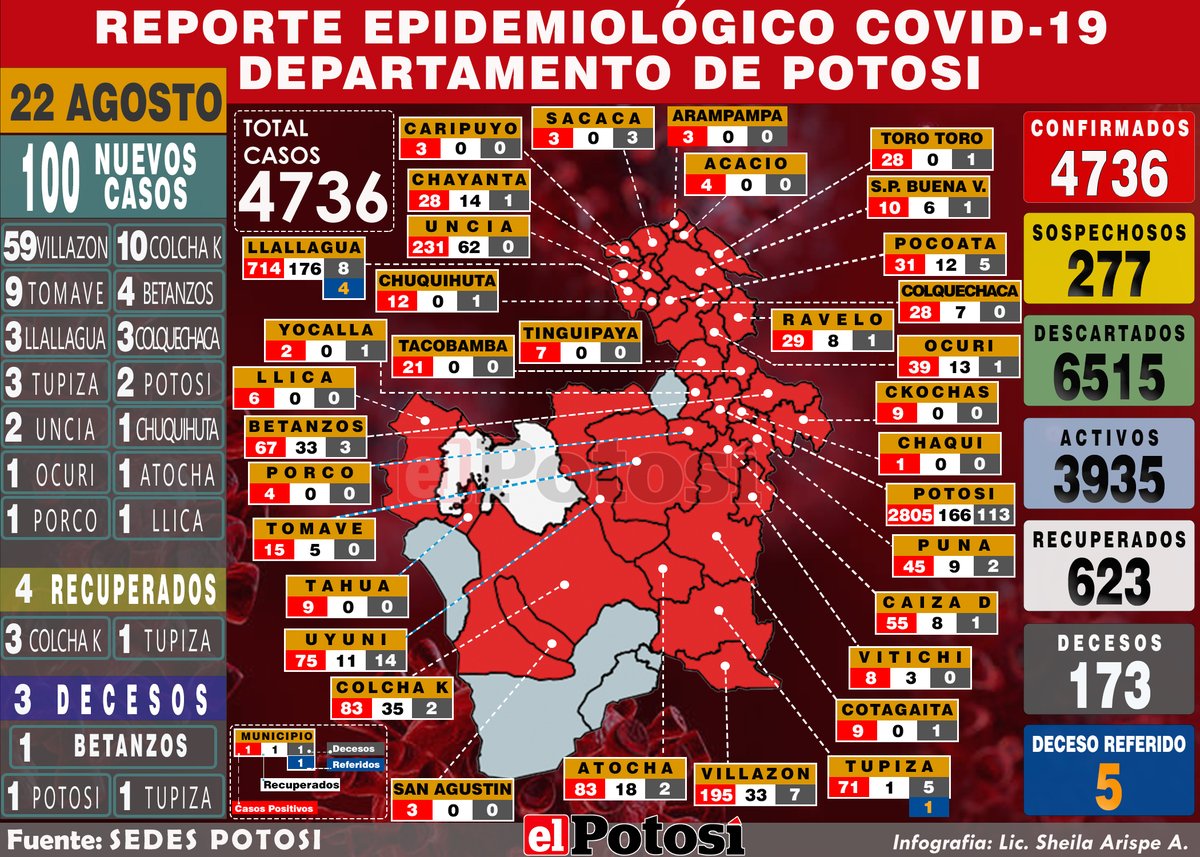 REPORTE EPIDEMIOLÓGICO COVID-19
DEPARTAMENTO DE POTOSI
22 AGOSTO
100 NUEVOS CASOS
59 VILLAZON
10 COLCHA K
9 TOMAVE
4 BETANZOS
3 LLALLAGUA
3 COLQUECHACA
3 TUPIZA
2 POTOSI
2 UNCIA
1 CHUQUIHUTA
1 OCURI
1 ATOCHA
1 PORCO
1 LLICA
4 RECUPERADOS
3 COLCHA K
1 TUPIZA
3 DECESOS
1 BETANZOS
1 POTOSI
1 TUPIZA
TOTAL
CASOS
4736
CARIPUYO
3 0 0
SACACA
3 0 3
ARAMPAMPA
3 0 0
ACACIO
4 0 0
TORO TORO
28 0 1
CHAYANTA
28 14 1
S.P. BUENA V.
10 6 1
UNCIA
231 62 0
POCOATA
31 12 5
LLALLAGUA
714 176 8
4
CHUQUIHUTA
12 0 1
COLQUECHACA
28 7 0
YOCALLA
2 0 1
TINGUIPAYA
7 0 0
RAVELO
29 8 1
TACOBAMBA
21 0 0
OCURI
39 13 1
LLICA
6 0 0
CKOCHAS
9 0 0
BETANZOS
67 33 3
CHAQUI
1 0 0
PORCO
4 0 0
POTOSI
2805 166 113
TOMAVE
15 5 0
PUNA
45 9 2
TAHUA
9 0 0
CAIZA D
55 8 1
UYUNI
75 11 14
VITICHI
8 3 0
COLCHA K
83 35 2
COTAGAITA
9 0 1
SAN AGUSTIN
3 0 0
ATOCHA
83 18 2
VILLAZON
195 33 7
TUPIZA
71 1 5
1
el Potosí
MUNICIPIO
1 1 1
1
Decesos
Referidos
Recuperados
Casos Positivos
CONFIRMADOS
4736
SOSPECHOSOS
277
DESCARTADOS
6515
ACTIVOS
3935
RECUPERADOS
623
DECESOS
173
DECESO REFERIDO
5
Fuente: SEDES POTOSI
el Potosí
Infografia: Lic. Sheila Arispe A.